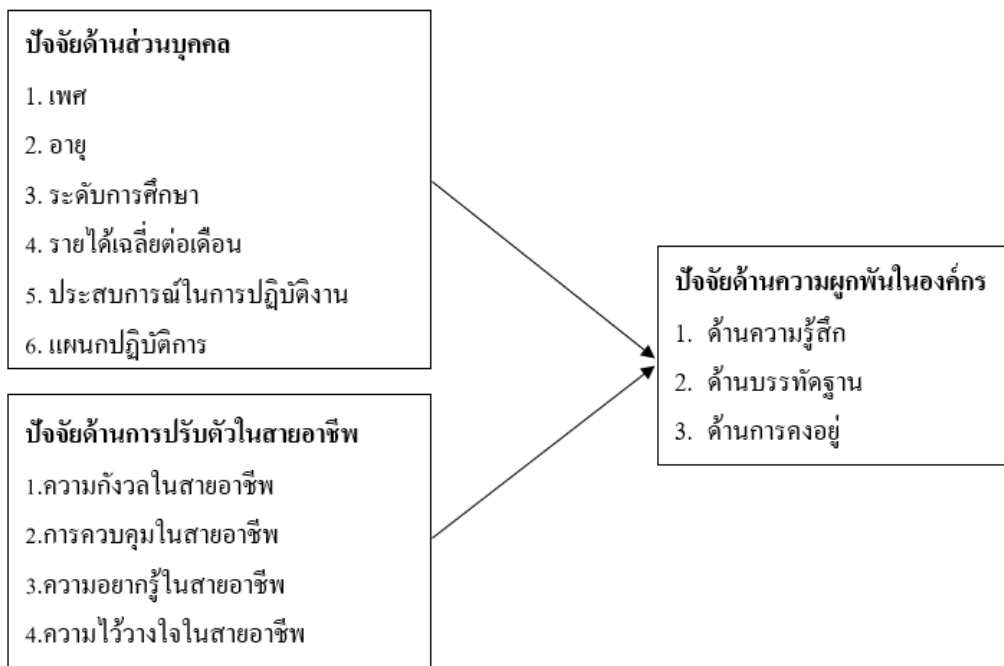 ปัจจัยด้านส่วนบุคคล
1. เพศ
2. อายุ
3. ระดับการศึกษา
4. รายได้เฉลี่ยต่อเดือน
5. ประสบการณ์ในการปฏิบัติงาน
6. แผนกปฏิบัติการ
ปัจจัยด้านการปรับตัวในสายอาชีพ
1.ความกังวลในสายอาชีพ
2.การควบคุมในสายอาชีพ
3.ความอยากรู้ในสายอาชีพ
4.ความไว้วางใจในสายอาชีพ
ปัจจัยด้านความผูกพันในองค์กร
1. ด้านความรู้สึก
2. ด้านบรรทัดฐาน
3. ด้านการคงอยู่